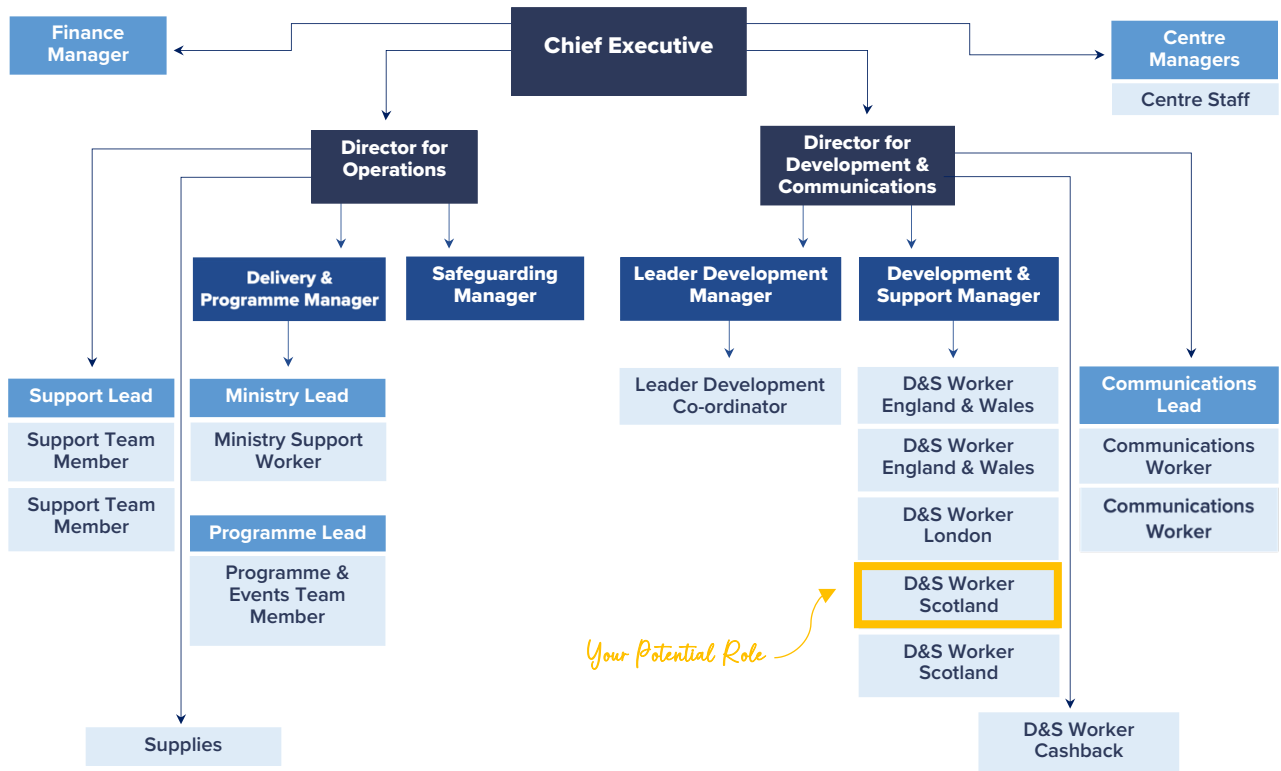 Finance
Manager
Chief Executive
Centre
Managers
Centre Staff
Director for
Operations
Director for
Development &
Communications
Delivery &
Programme Manager
Safeguarding
Manager
Leader Development
Manager
Development &
Support Manager
Support Lead
Support Team
Member
Support Team
Member
Ministry Lead
Ministry Support
Worker
Programme Lead
Programme &
Events Team
Member
Leader Development
Co-ordinator
D&S Worker
England & Wales
D&S Worker
England & Wales
D&S Worker
London
D&S Worker
Scotland
D&S Worker
Scotland
Your Potential Role
Communications
Lead
Communications
Worker
Communications
Worker
Supplies
D&S Worker
Cashback